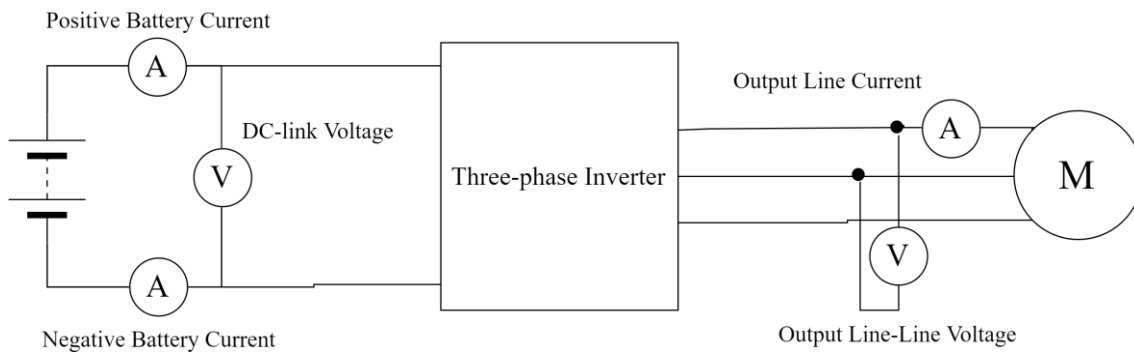 Positive Battery Current
A
Output Line Current
A
DC-link Voltage
V
Three-phase Inverter
M
V
A
Negative Battery Current
Output Line-Line Voltage